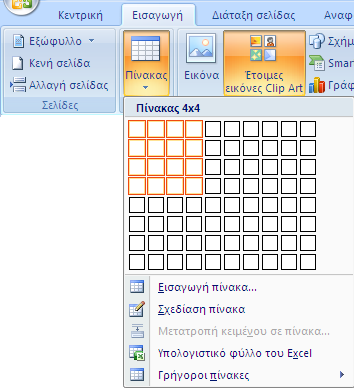 Κεντρική Εισαγωγή Διάταξη σελίδας Αναφ
Εξώφυλλο
Κενή σελίδα
Αλλαγή σελίδας
Σελίδες
Πίνακας
Εικόνα
Έτοιμες
εικόνες Clip Art
Σχήμ
Smar
Γράφ
Πίνακας 4x4
Εισαγωγή πίνακα...
Σχεδίαση πίνακα
Μετατροπή κειμένου σε πίνακα...
Υπολογιστικό φύλλο του Excel
Γρήγοροι πίνακες